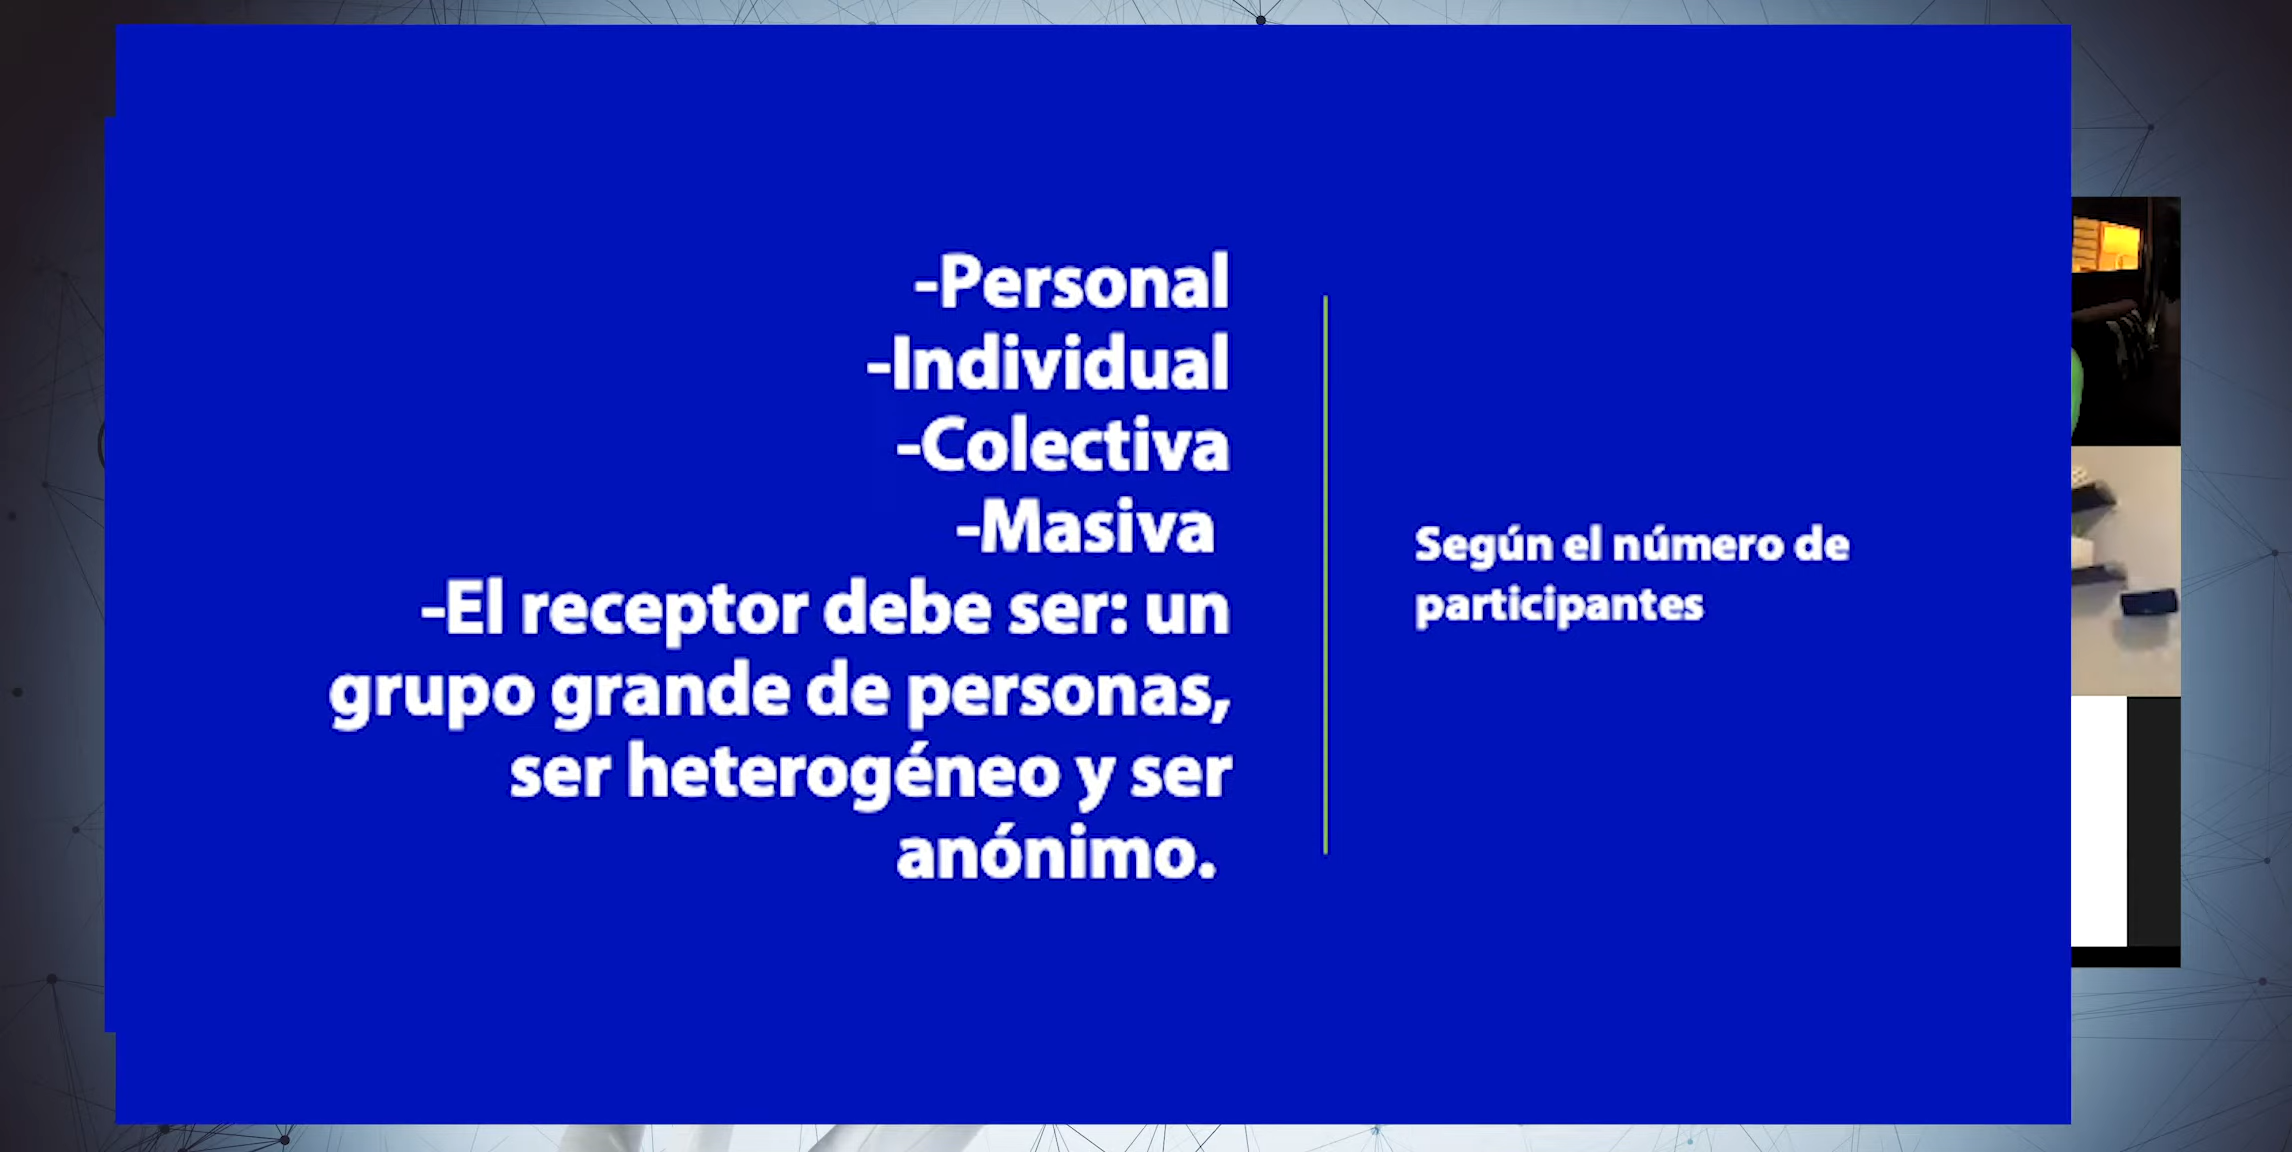 -Personal
-Individual
-Colectiva
-Masiva
-El receptor debe ser: un
grupo grande de personas,
ser heterogéneo y ser
anónimo.
Según el número de
participantes